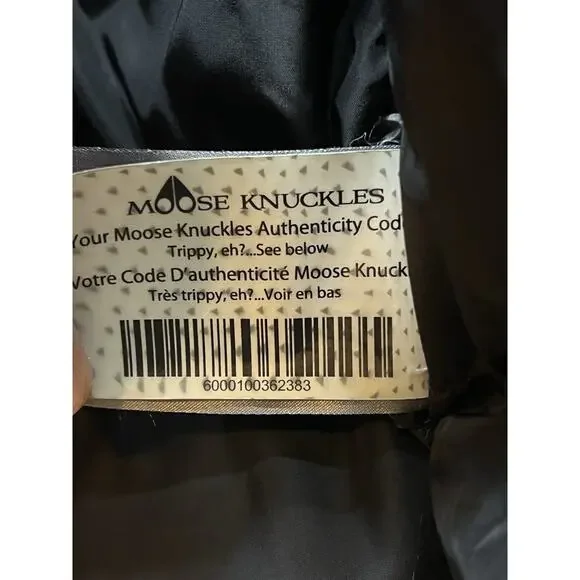 MOOSE KNUCKLES
Your Moose Knuckles Authenticity Cod
Trippy, eh?...See below
Votre Code D'authenticité Moose Knuck
Très trippy, eh?...Voir en bas
6000100362383